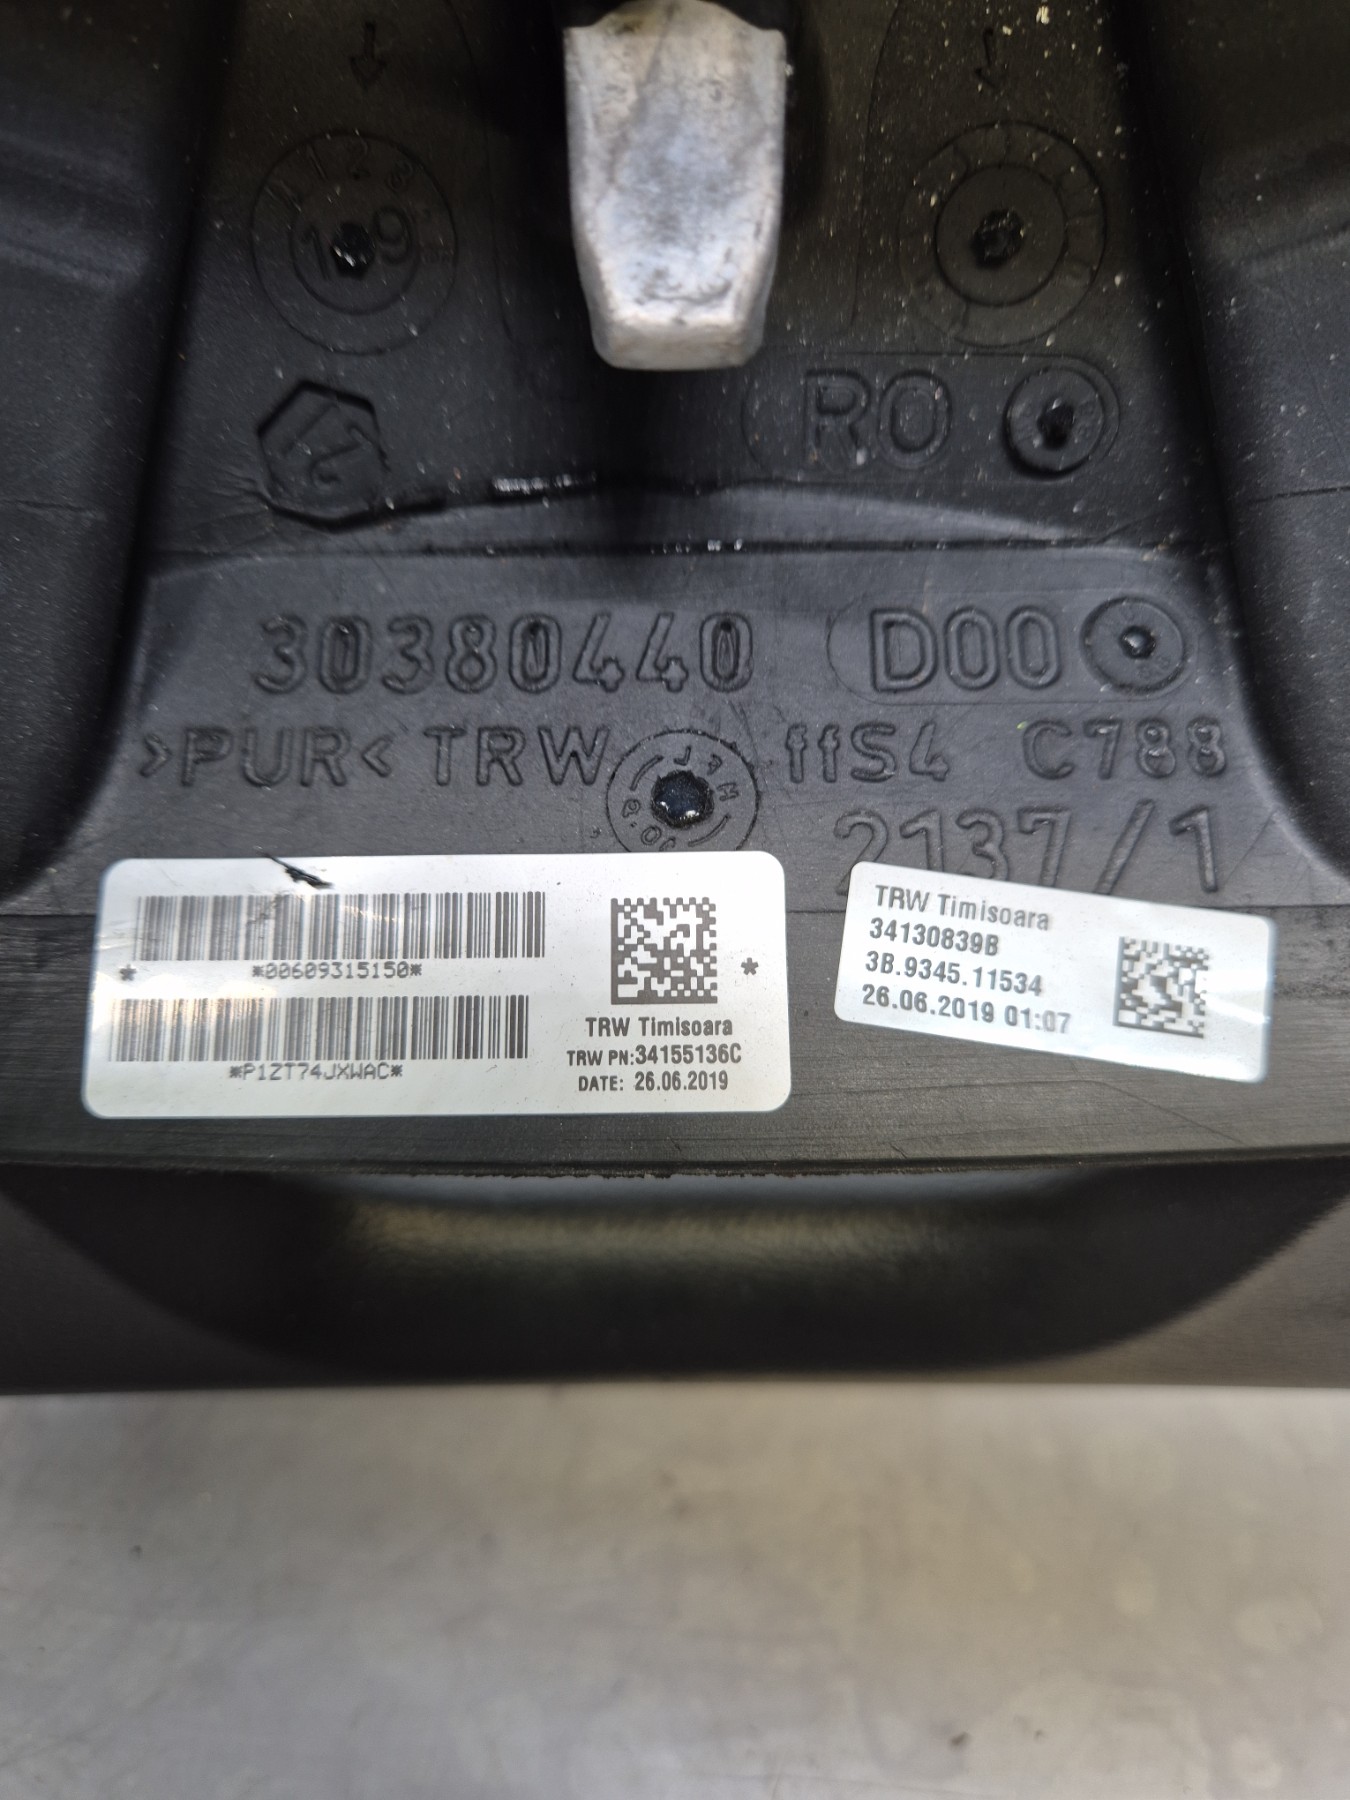 RO
30380440 D00
>PUR< TRW ffS4 C788
2137/1
*00609315150*
*P1ZT74JXWAC*
* *
TRW Timisoara
TRW PN:34155136C
DATE: 26.06.2019
TRW Timisoara
34130839B
3B.9345.11534
26.06.2019 01:07